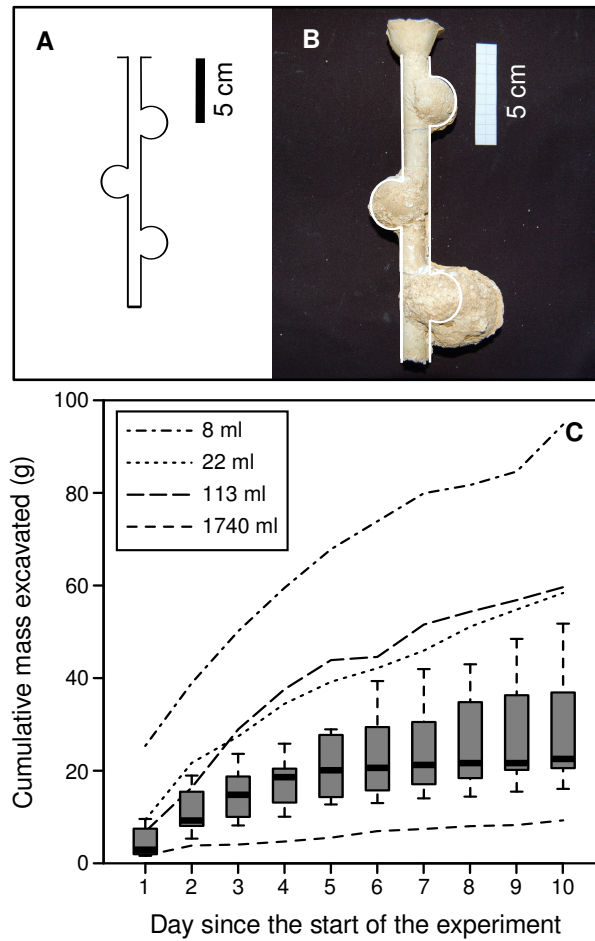 A
5 cm
B
5 cm
C
Cumulative mass excavated (g)
100
80
60
40
20
0
8 ml
22 ml
113 ml
1740 ml
1 2 3 4 5 6 7 8 9 10
Day since the start of the experiment